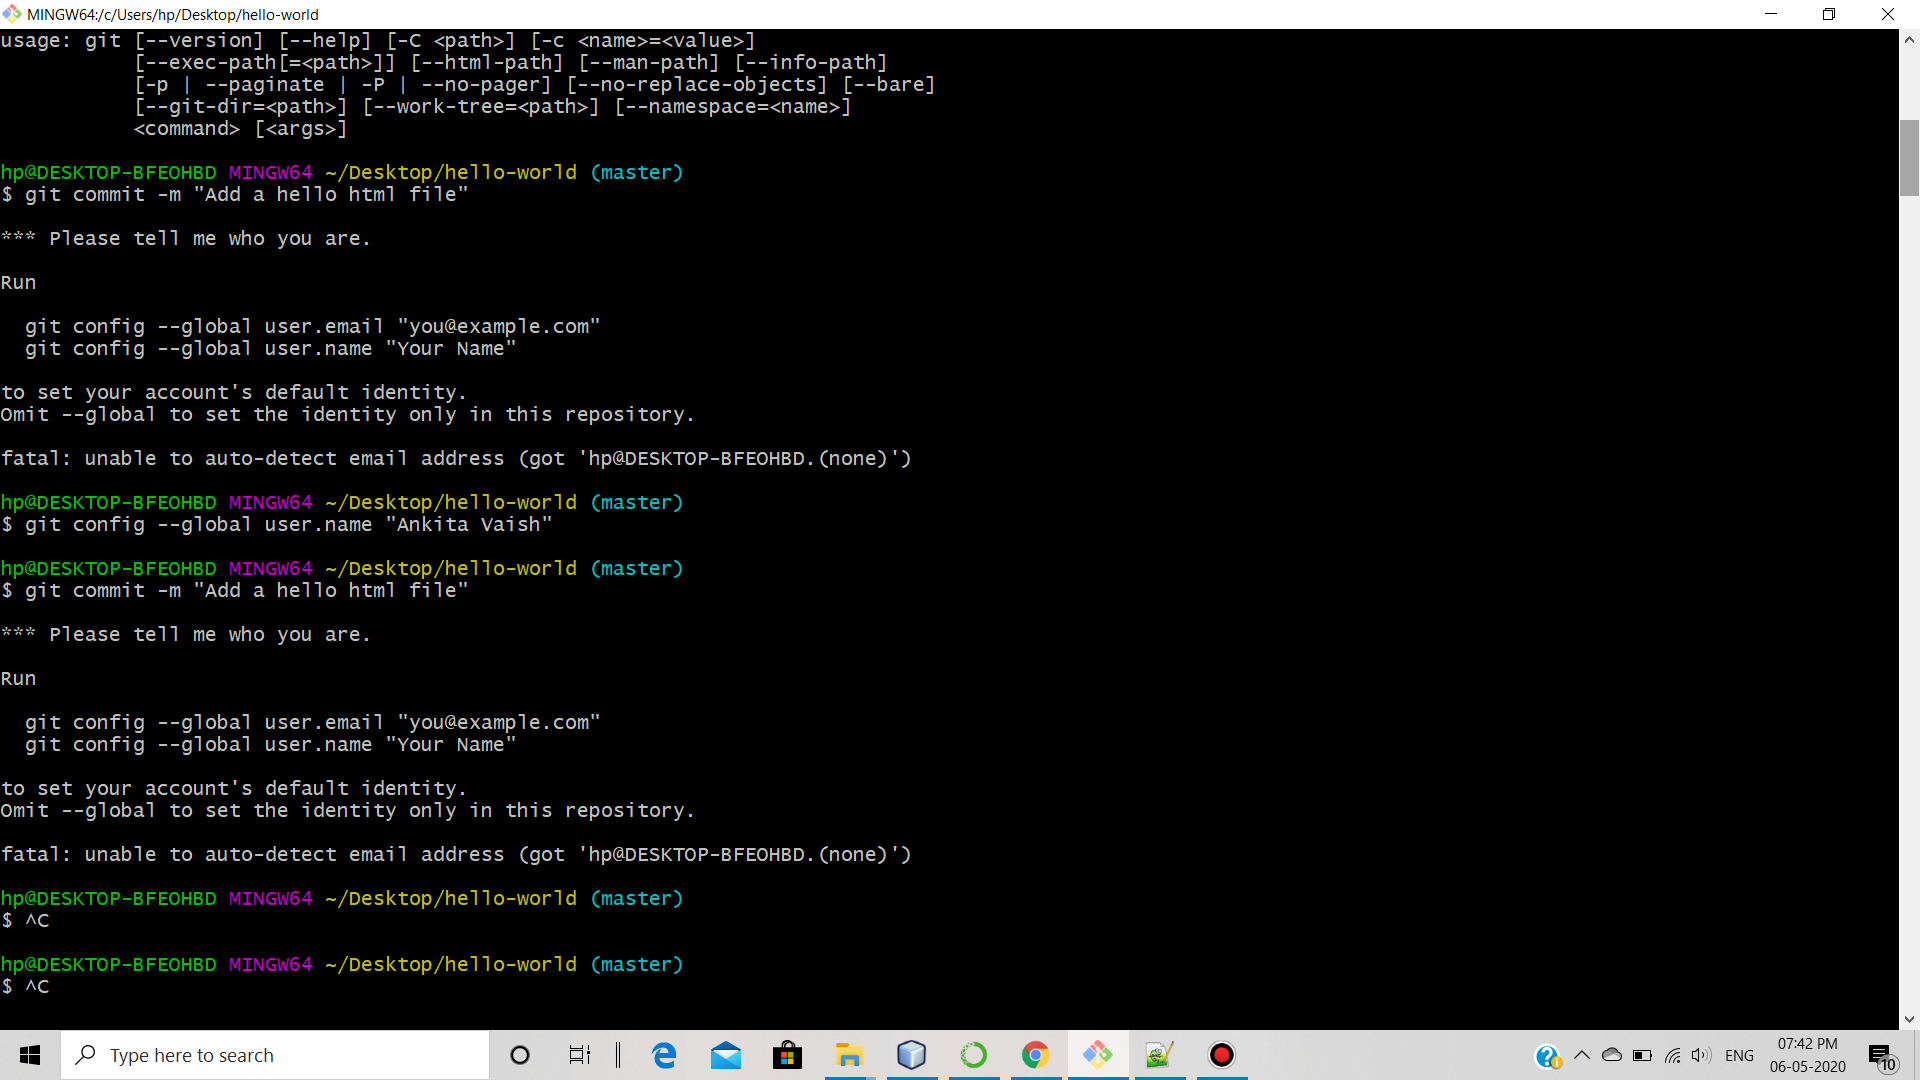 MINGW64:/c/Users/hp/Desktop/hello-world
usage: git [--version] [--help] [-C <path>] [-c <name>=<value>]
           [--exec-path[=<path>]] [--html-path] [--man-path] [--info-path]
           [-p | --paginate | -P | --no-pager] [--no-replace-objects] [--bare]
           [--git-dir=<path>] [--work-tree=<path>] [--namespace=<name>]
           <command> [<args>]
hp@DESKTOP-BFEOHBD MINGW64 ~/Desktop/hello-world (master)
$ git commit -m "Add a hello html file"
*** Please tell me who you are.
Run
  git config --global user.email "you@example.com"
  git config --global user.name "Your Name"
to set your account's default identity.
Omit --global to set the identity only in this repository.
fatal: unable to auto-detect email address (got 'hp@DESKTOP-BFEOHBD.(none)')
hp@DESKTOP-BFEOHBD MINGW64 ~/Desktop/hello-world (master)
$ git config --global user.name "Ankita Vaish"
hp@DESKTOP-BFEOHBD MINGW64 ~/Desktop/hello-world (master)
$ git commit -m "Add a hello html file"
*** Please tell me who you are.
Run
  git config --global user.email "you@example.com"
  git config --global user.name "Your Name"
to set your account's default identity.
Omit --global to set the identity only in this repository.
fatal: unable to auto-detect email address (got 'hp@DESKTOP-BFEOHBD.(none)')
hp@DESKTOP-BFEOHBD MINGW64 ~/Desktop/hello-world (master)
$ ^C
hp@DESKTOP-BFEOHBD MINGW64 ~/Desktop/hello-world (master)
$ ^C
Type here to search
ENG
07:42 PM
06-05-2020
10